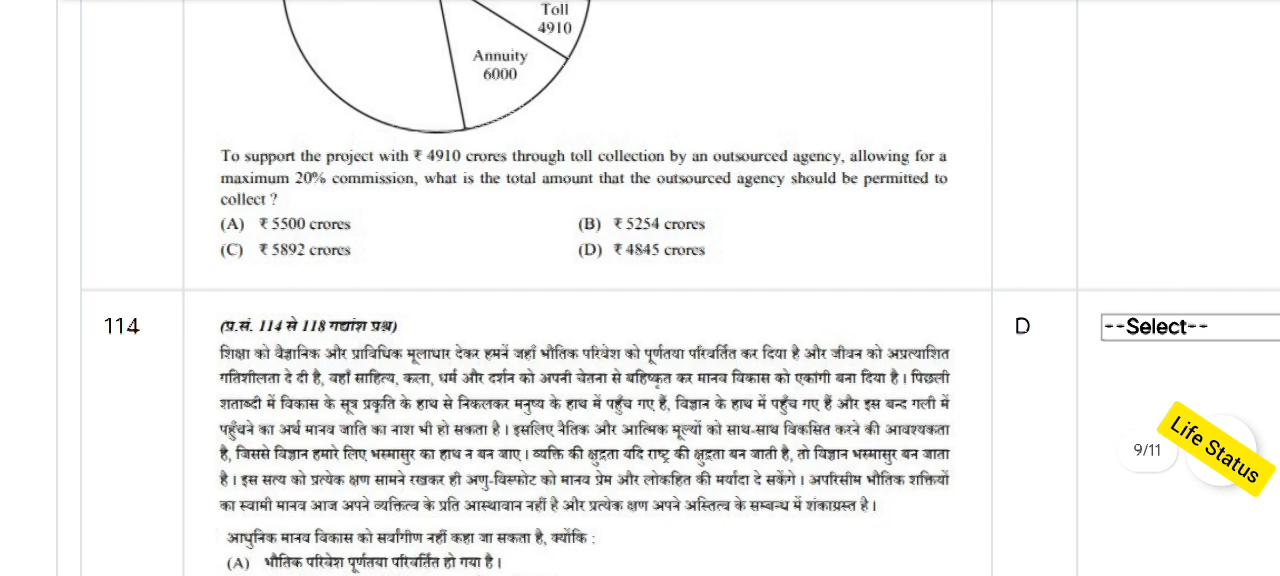 Toll
4910
Annuity
6000
To support the project with ₹ 4910 crores through toll collection by an outsourced agency, allowing for a
maximum 20% commission, what is the total amount that the outsourced agency should be permitted to
collect ?
(A) ₹ 5500 crores
(B) ₹ 5254 crores
(C) ₹ 5892 crores
(D) ₹ 4845 crores
114
(प्र.सं. 114 से 118 गद्यांश प्रश्न)
D
--Select--
शिक्षा को वैज्ञानिक और प्राविधिक मूलाधार देकर हमनें जहाँ भौतिक परिवेश को पूर्णतया परिवर्तित कर दिया है और जीवन को अप्रत्याशित
गतिशीलता दे दी है, वहाँ साहित्य, कला, धर्म और दर्शन को अपनी चेतना से बहिष्कृत कर मानव विकास को एकांगी बना दिया है। पिछली
शताब्दी में विकास के सूत्र प्रकृति के हाथ से निकलकर मनुष्य के हाथ में पहुँच गए हैं, विज्ञान के हाथ में पहुँच गए हैं और इस बन्द गली में
पहुँचने का अर्थ मानव जाति का नाश भी हो सकता है। इसलिए नैतिक और आत्मिक मूल्यों को साथ-साथ विकसित करने की आवश्यकता
है, जिससे विज्ञान हमारे लिए भस्मासुर का हाथ न बन जाए। व्यक्ति की क्षुद्रता यदि राष्ट्र की क्षुद्रता बन जाती है, तो विज्ञान भस्मासुर बन जाता
है। इस सत्य को प्रत्येक क्षण सामने रखकर ही अणु-विस्फोट को मानव प्रेम और लोकहित की मर्यादा दे सकेंगे। अपरिसीम भौतिक शक्तियों
का स्वामी मानव आज अपने व्यक्तित्व के प्रति आस्थावान नहीं है और प्रत्येक क्षण अपने अस्तित्व के सम्बन्ध में शंकाग्रस्त है।
9/11
Life Status
आधुनिक मानव विकास को सर्वांगीण नहीं कहा जा सकता है, क्योंकि :
(A) भौतिक परिवेश पूर्णतया परिवर्तित हो गया है।